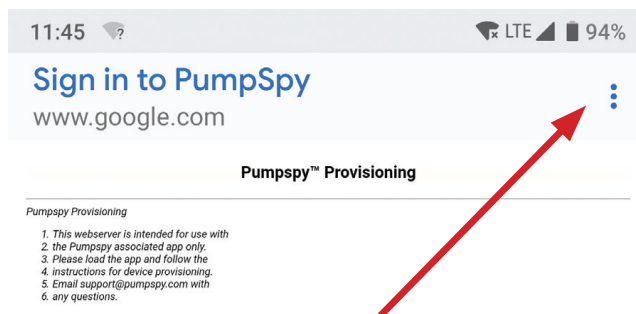 11:45 ? LTE 94%
Sign in to PumpSpy
www.google.com
Pumpspy™ Provisioning
Pumpspy Provisioning
1. This webserver is intended for use with
2. the Pumpspy associated app only.
3. Please load the app and follow the
4. instructions for device provisioning.
5. Email support@pumpspy.com with
6. any questions.